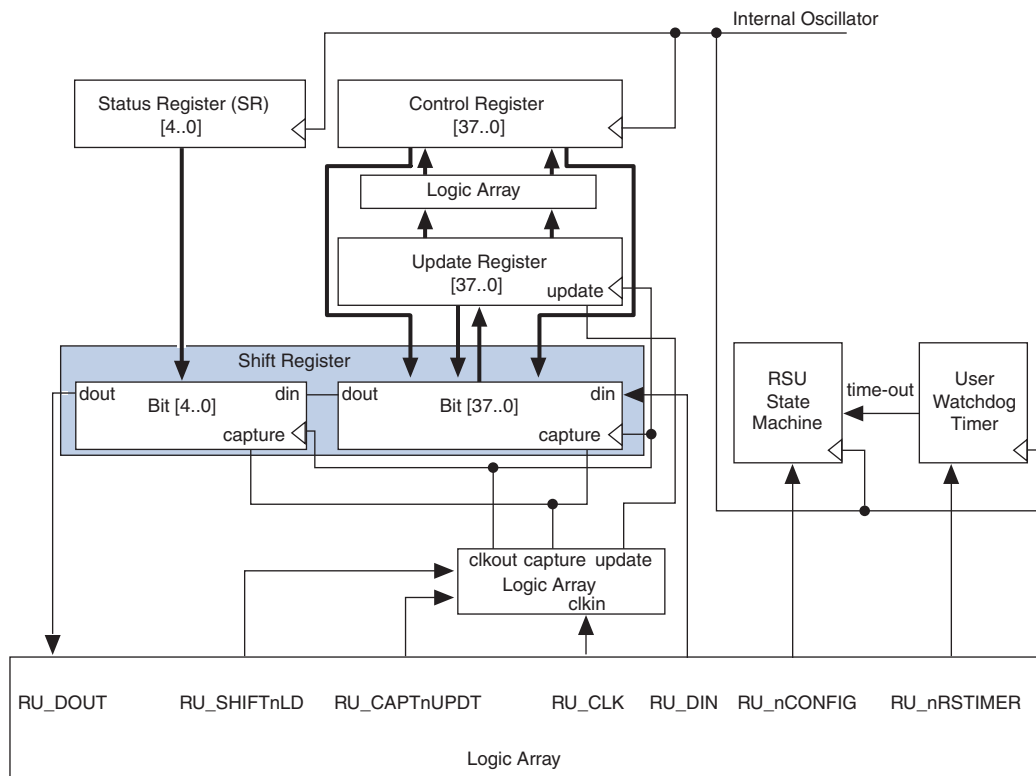 Internal Oscillator
Status Register (SR)
[4..0]
Control Register
[37..0]
Logic Array
Update Register
[37..0]
update
Shift Register
dout
Bit [4..0]
din
capture
dout
Bit [37..0]
din
capture
RSU
State
Machine
time-out
User
Watchdog
Timer
clkout capture update
Logic Array
clkin
RU_DOUT
RU_SHIFTnLD
RU_CAPTnUPDT
RU_CLK
RU_DIN
RU_nCONFIG
RU_nRSTIMER
Logic Array